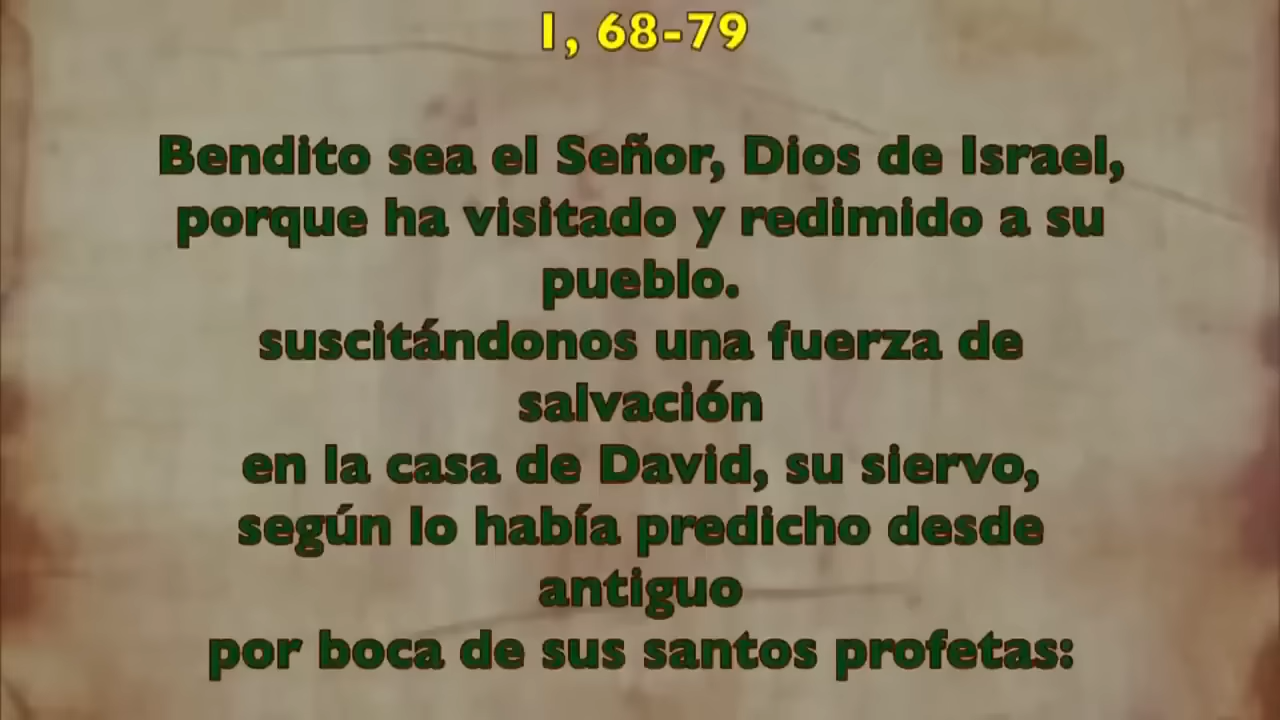 1, 68-79
Bendito sea el Señor, Dios de Israel,
porque ha visitado y redimido a su
pueblo.
suscitándonos una fuerza de
salvación
en la casa de David, su siervo,
según lo había predicho desde
antiguo
por boca de sus santos profetas: